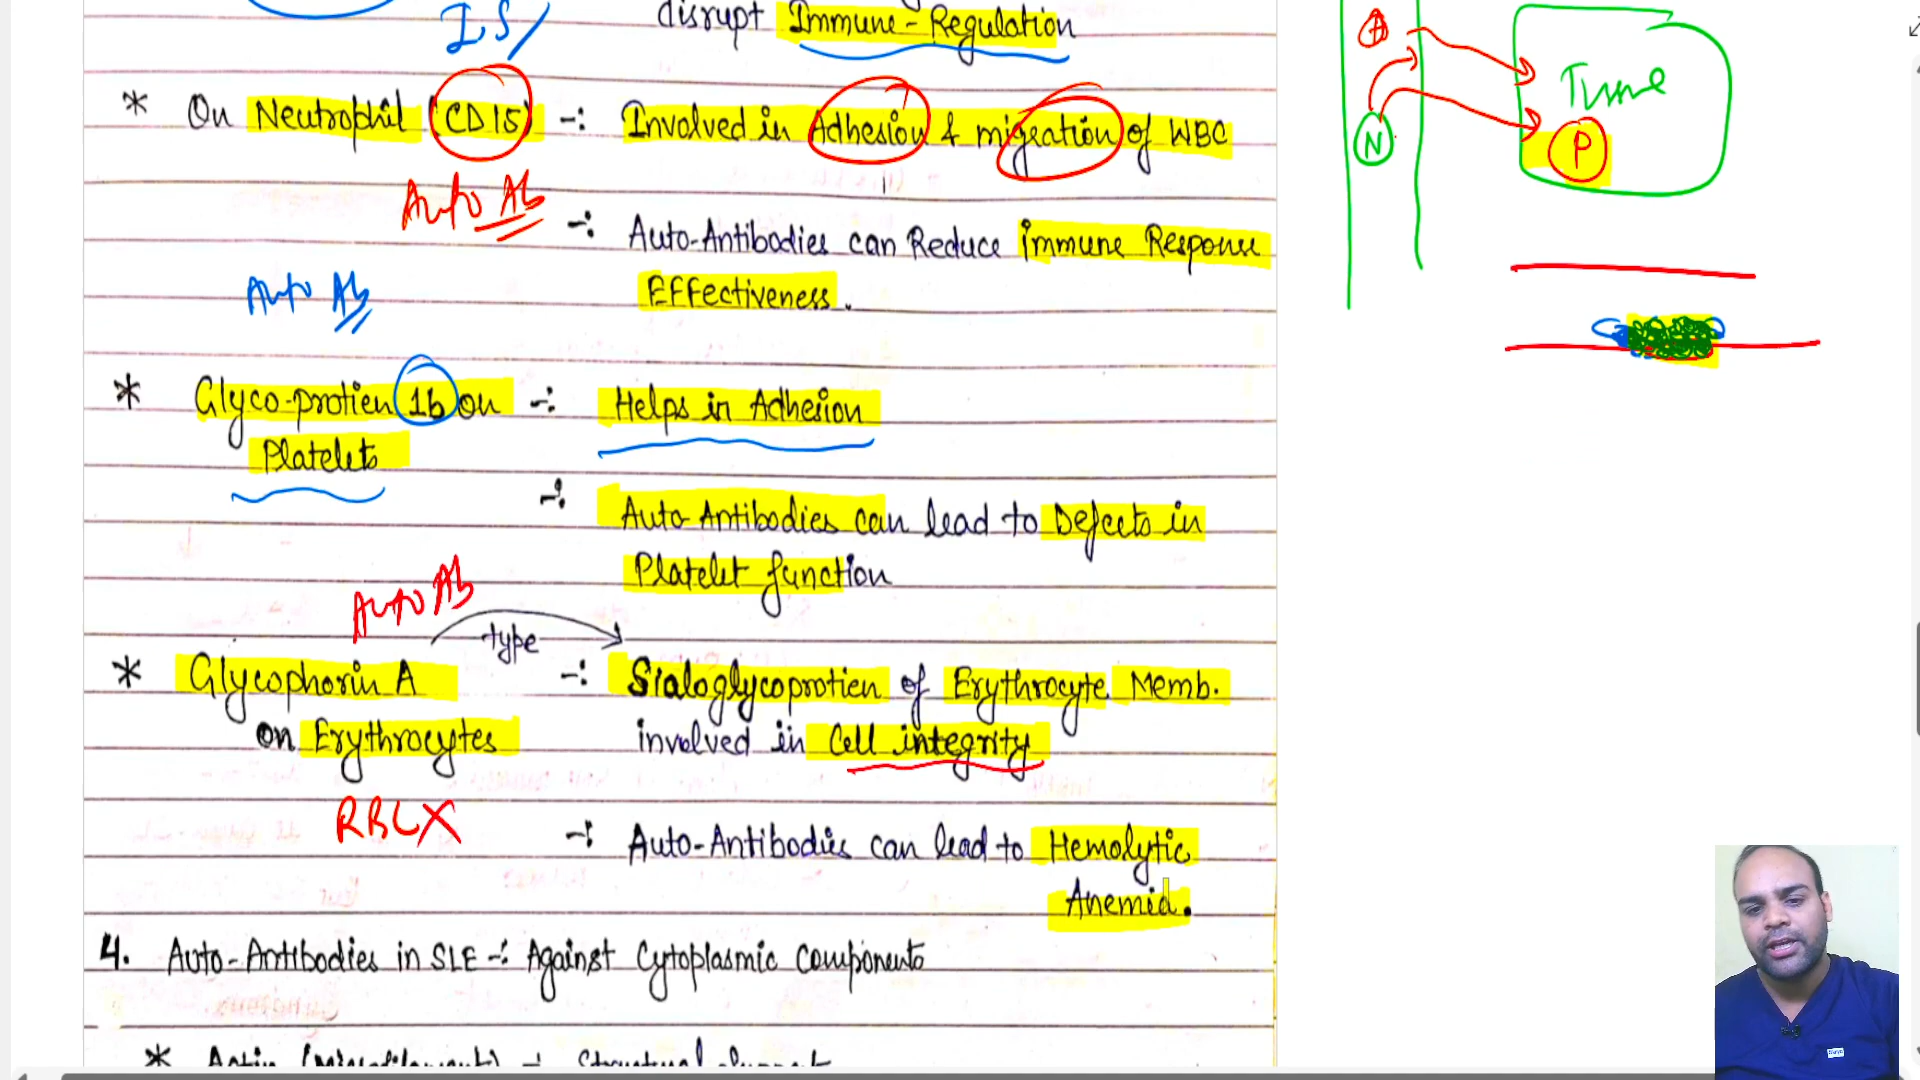 disrupt Immune-Regulation
* On Neutrophil (CD15) -: Involved in Adhesion & migration of WBC
Auto Ab
-: Auto-Antibodies can Reduce immune Response
Effectiveness.
Auto Ab
* Glyco-protien 1b on -: Helps in Adhesion
Platelets
-: Auto Antibodies can lead to Defects in
Platelet function
Auto Ab
type
* Glycophorin A -: Sialoglycoprotien of Erythrocyte Memb.
on Erythrocytes involved in Cell integrity
RBC X
-: Auto-Antibodies can lead to Hemolytic
Anemia.
4. Auto-Antibodies in SLE -: Against Cytoplasmic Components
A
N
Tissue
P